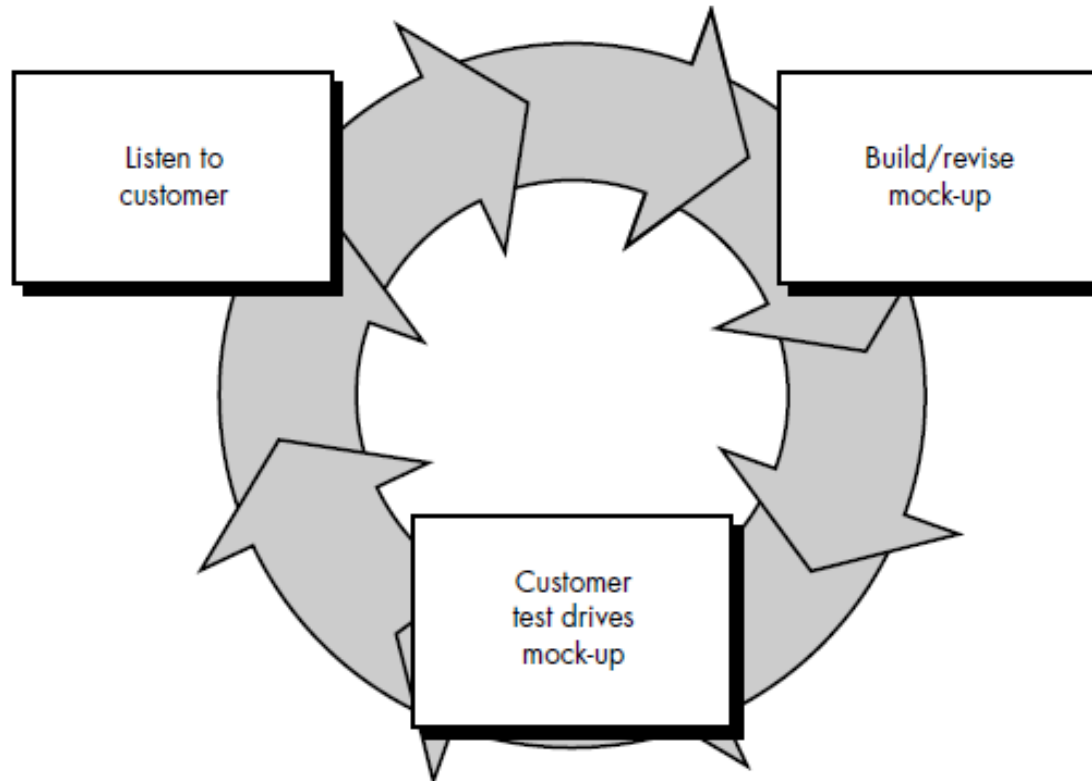 Listen to
customer
Build/revise
mock-up
Customer
test drives
mock-up